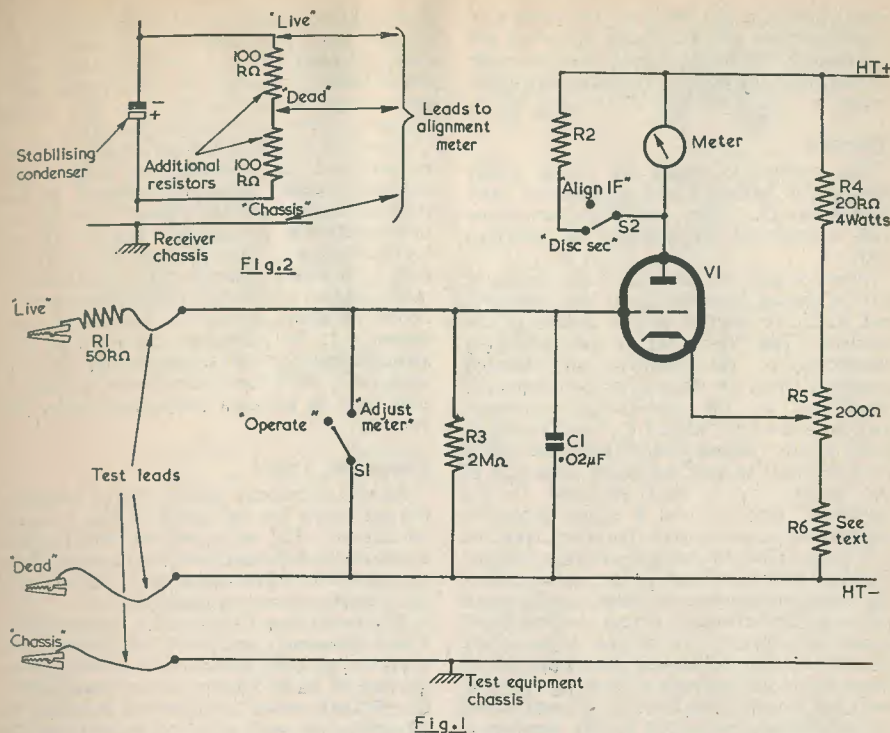 "Live"
100
kΩ
"Dead"
Stabilising
condenser
Additional
resistors
100
kΩ
Leads to
alignment
meter
"Chassis"
Receiver
chassis
Fig.2
HT+
R2
Meter
"Align IF"
S2
"Disc sec"
R4
20kΩ
4Watts
V1
"Live"
R1
50kΩ
"Operate"
"Adjust
meter"
S1
R3
2MΩ
C1
·02μF
R5
200Ω
Test leads
R6
See
text
"Dead"
HT−
"Chassis"
Test equipment
chassis
Fig.1